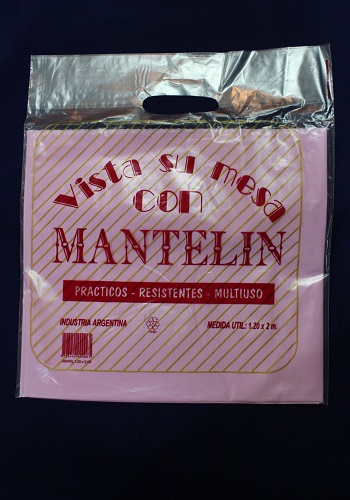 Vista su mesa
con
MANTELIN
PRACTICOS - RESISTENTES - MULTIUSO
INDUSTRIA ARGENTINA
MEDIDA UTIL: 1.20 x 2 m.